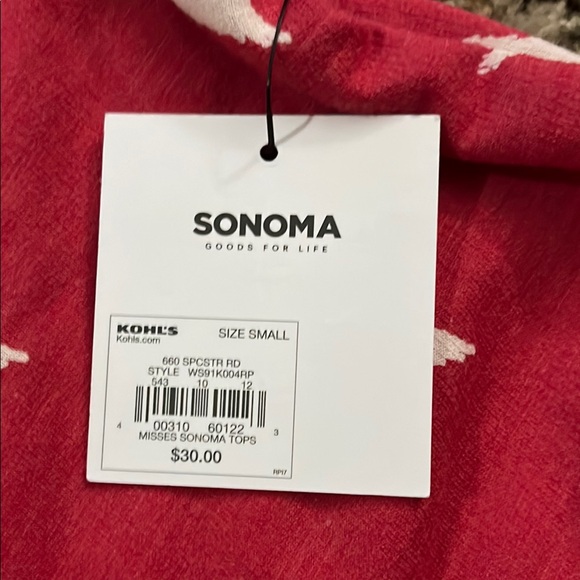 SONOMA
GOODS FOR LIFE
KOHL'S SIZE SMALL
Kohls.com
660 SPCSTR RD
STYLE WS91K004RP
543 10 12
4 00310 60122 3
MISSES SONOMA TOPS
$30.00
RP17